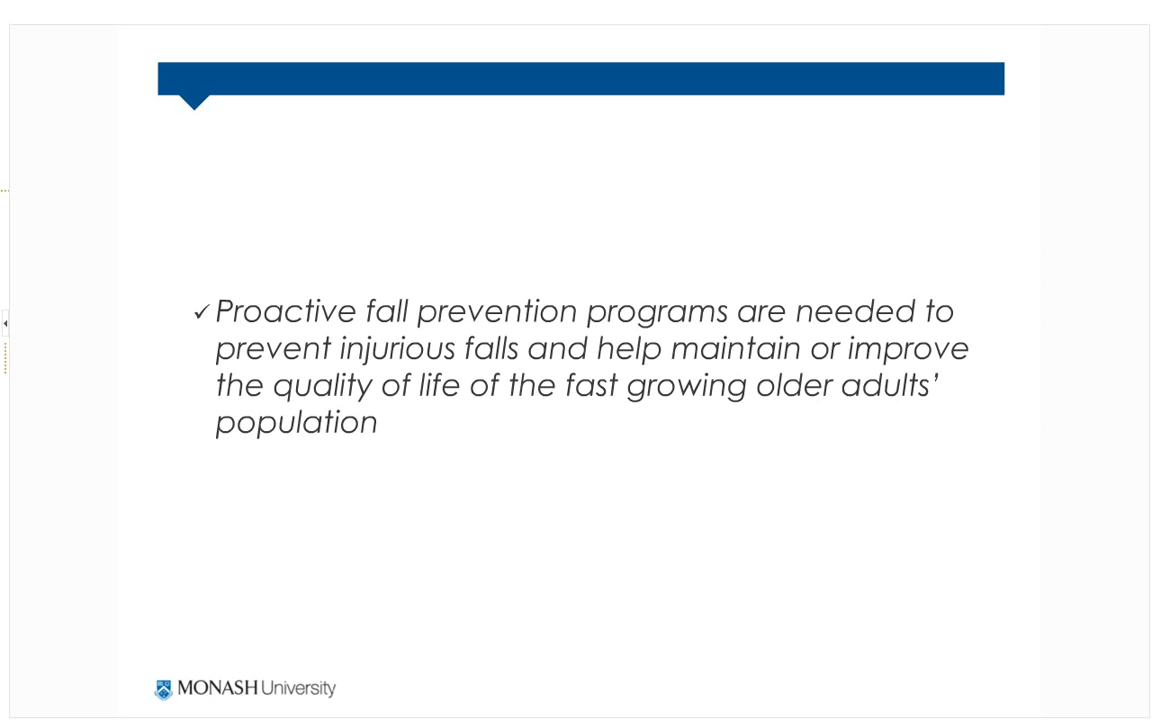 ✓ Proactive fall prevention programs are needed to
prevent injurious falls and help maintain or improve
the quality of life of the fast growing older adults’
population
MONASH University